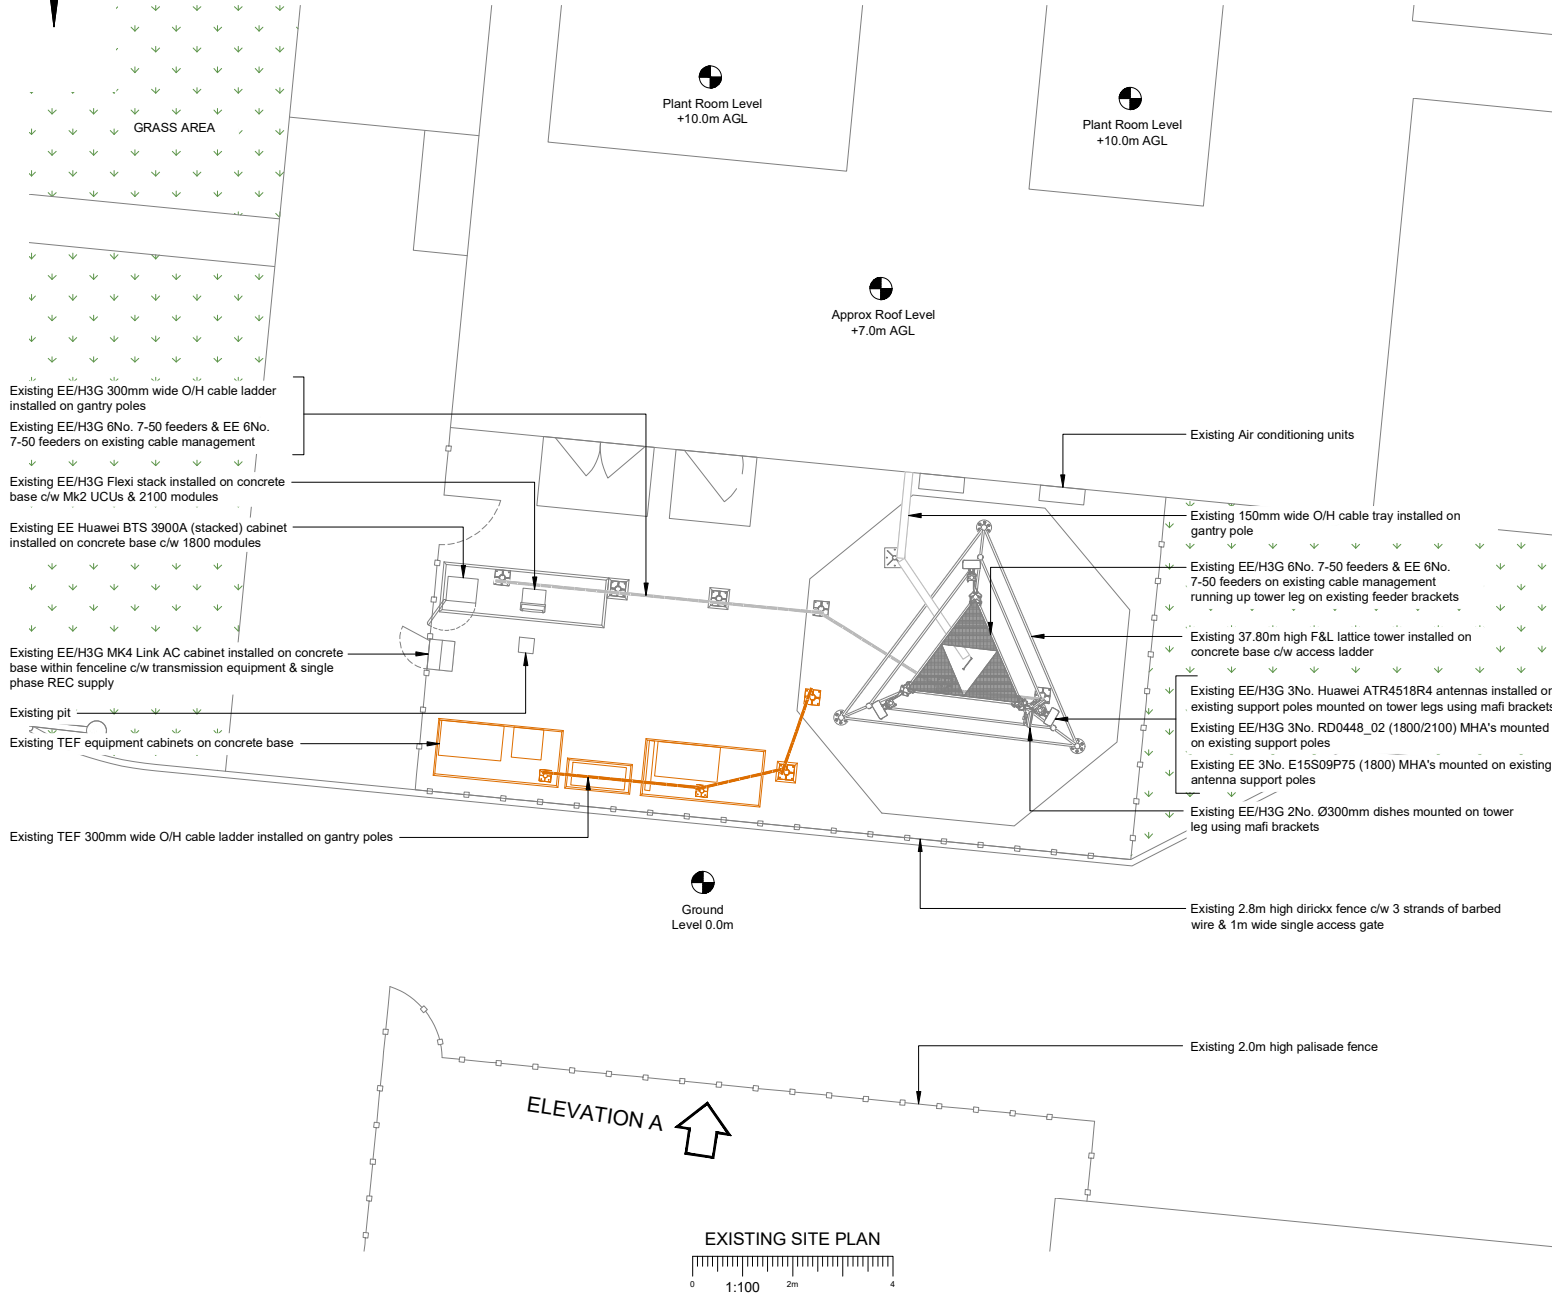 GRASS AREA
Plant Room Level
+10.0m AGL
Plant Room Level
+10.0m AGL
Approx Roof Level
+7.0m AGL
Existing EE/H3G 300mm wide O/H cable ladder
installed on gantry poles
Existing EE/H3G 6No. 7-50 feeders & EE 6No.
7-50 feeders on existing cable management
Existing EE/H3G Flexi stack installed on concrete
base c/w Mk2 UCUs & 2100 modules
Existing EE Huawei BTS 3900A (stacked) cabinet
installed on concrete base c/w 1800 modules
Existing EE/H3G MK4 Link AC cabinet installed on concrete
base within fenceline c/w transmission equipment & single
phase REC supply
Existing pit
Existing TEF equipment cabinets on concrete base
Existing TEF 300mm wide O/H cable ladder installed on gantry poles
Existing Air conditioning units
Existing 150mm wide O/H cable tray installed on
gantry pole
Existing EE/H3G 6No. 7-50 feeders & EE 6No.
7-50 feeders on existing cable management
running up tower leg on existing feeder brackets
Existing 37.80m high F&L lattice tower installed on
concrete base c/w access ladder
Existing EE/H3G 3No. Huawei ATR4518R4 antennas installed on
existing support poles mounted on tower legs using mafi brackets
Existing EE/H3G 3No. RD0448_02 (1800/2100) MHA's mounted
on existing support poles
Existing EE 3No. E15S09P75 (1800) MHA's mounted on existing
antenna support poles
Existing EE/H3G 2No. Ø300mm dishes mounted on tower
leg using mafi brackets
Ground
Level 0.0m
Existing 2.8m high dirickx fence c/w 3 strands of barbed
wire & 1m wide single access gate
Existing 2.0m high palisade fence
ELEVATION A
EXISTING SITE PLAN
0 1:100 2m 4